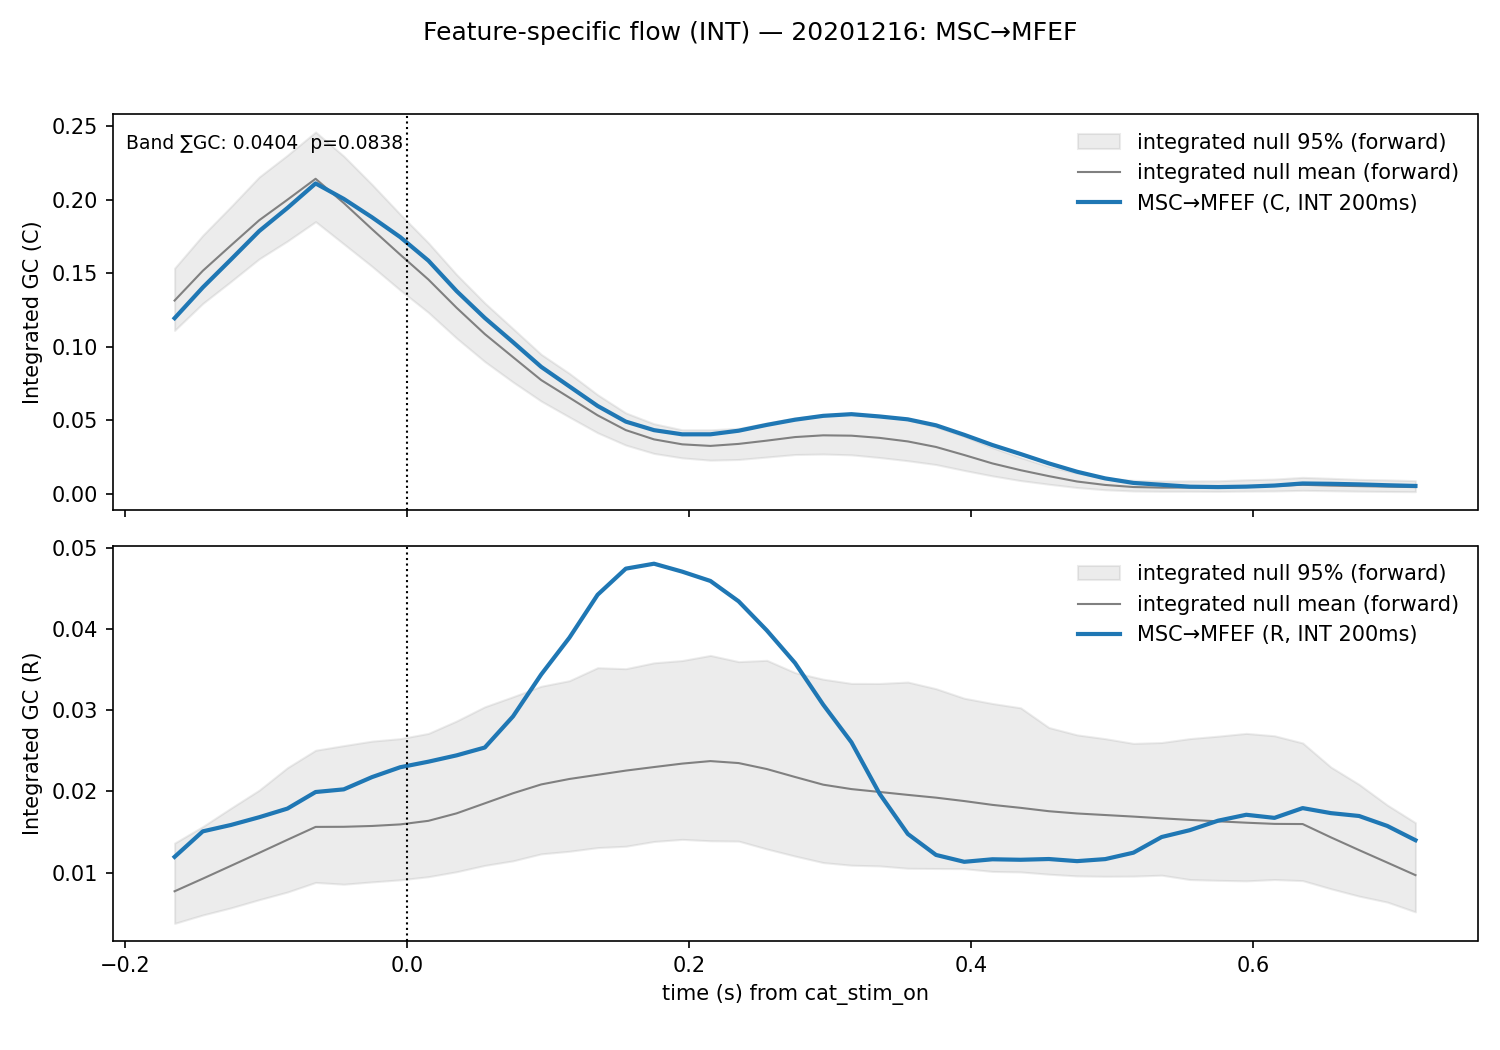 Feature-specific flow (INT) — 20201216: MSC→MFEF
Band ∑GC: 0.0404  p=0.0838
integrated null 95% (forward)
integrated null mean (forward)
MSC→MFEF (C, INT 200ms)
Integrated GC (C)
0.25
0.20
0.15
0.10
0.05
0.00
integrated null 95% (forward)
integrated null mean (forward)
MSC→MFEF (R, INT 200ms)
Integrated GC (R)
0.05
0.04
0.03
0.02
0.01
−0.2 0.0 0.2 0.4 0.6
time (s) from cat_stim_on